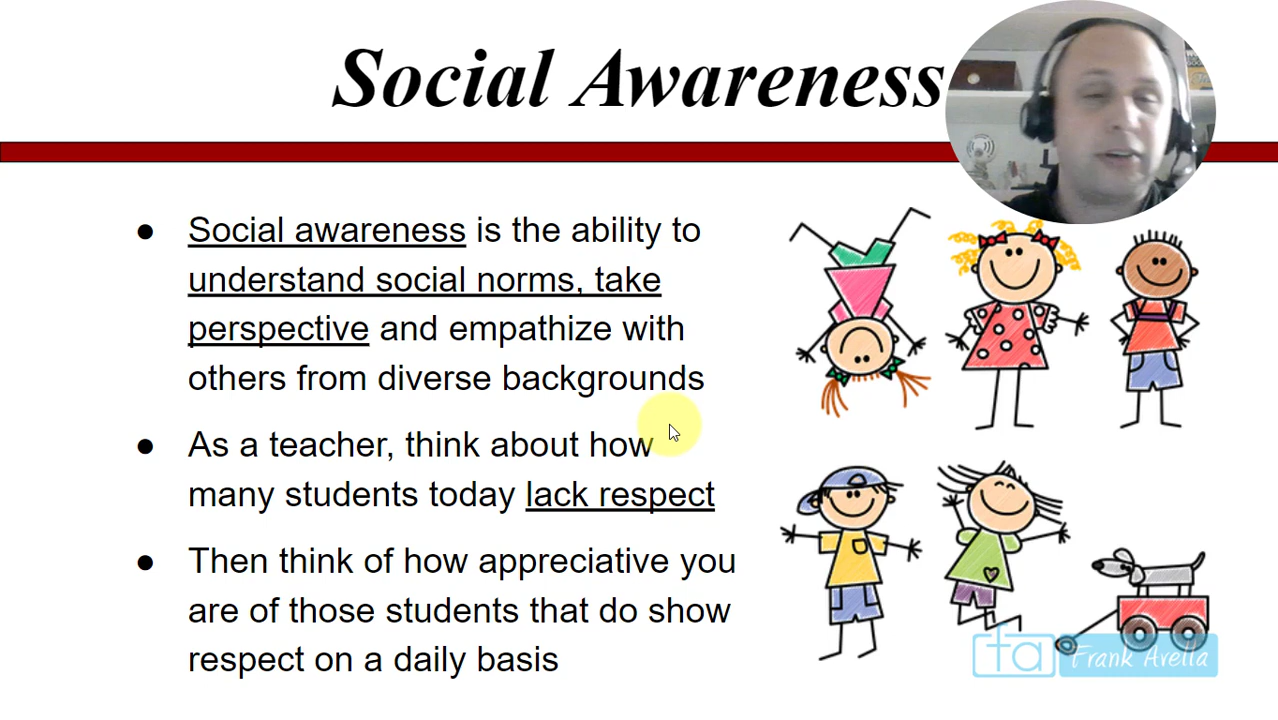 Social Awareness
● Social awareness is the ability to
understand social norms, take
perspective and empathize with
others from diverse backgrounds
● As a teacher, think about how
many students today lack respect
● Then think of how appreciative you
are of those students that do show
respect on a daily basis
fa Frank Avella